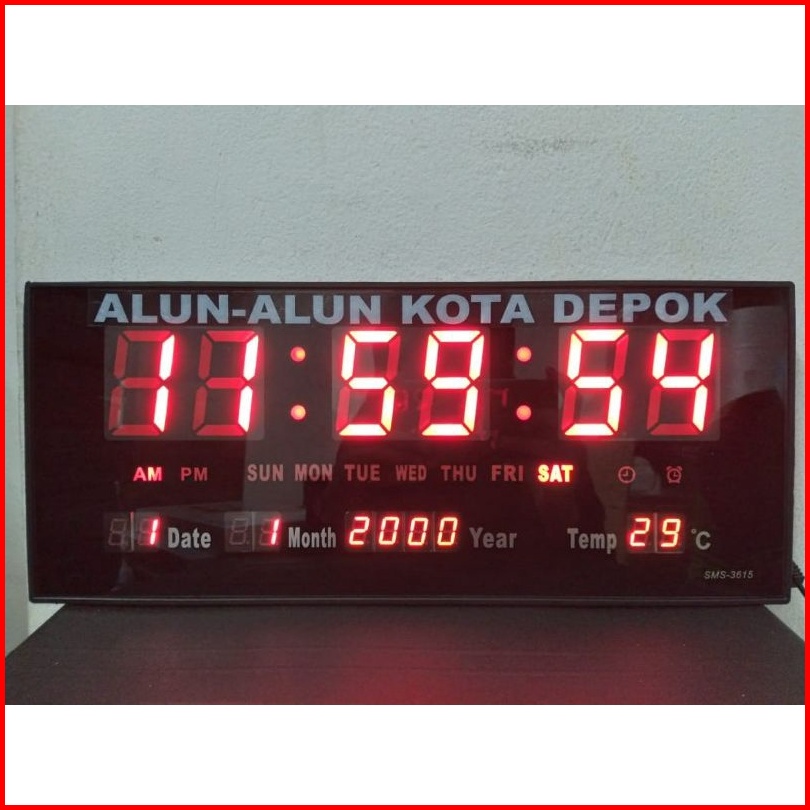 ALUN-ALUN KOTA DEPOK
11:59:54
AM PM SUN MON TUE WED THU FRI SAT
1 Date 1 Month 2000 Year Temp 29 °C
SMS-3615